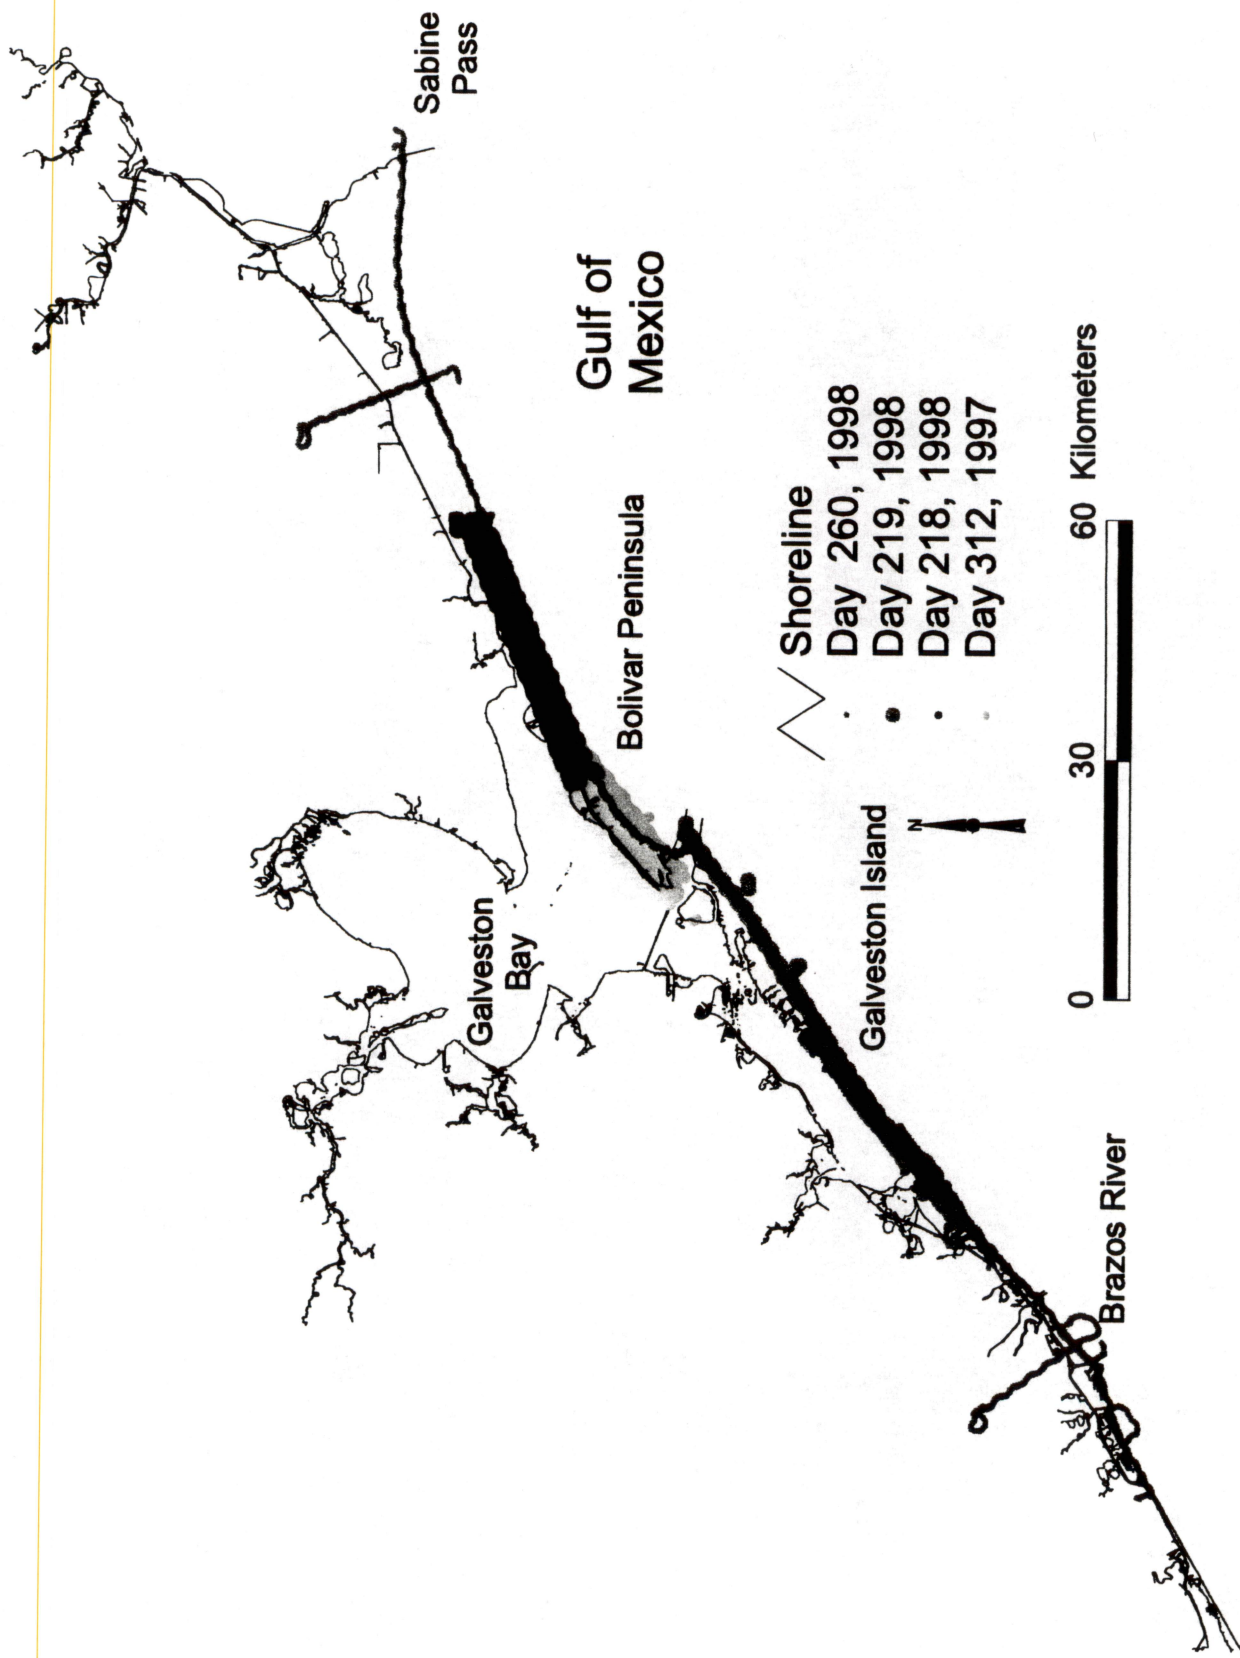 Sabine
Pass
Gulf of
Mexico
Bolivar Peninsula
Galveston
Bay
Galveston Island
Brazos River
Shoreline
Day 260, 1998
Day 219, 1998
Day 218, 1998
Day 312, 1997
N
0 30 60 Kilometers